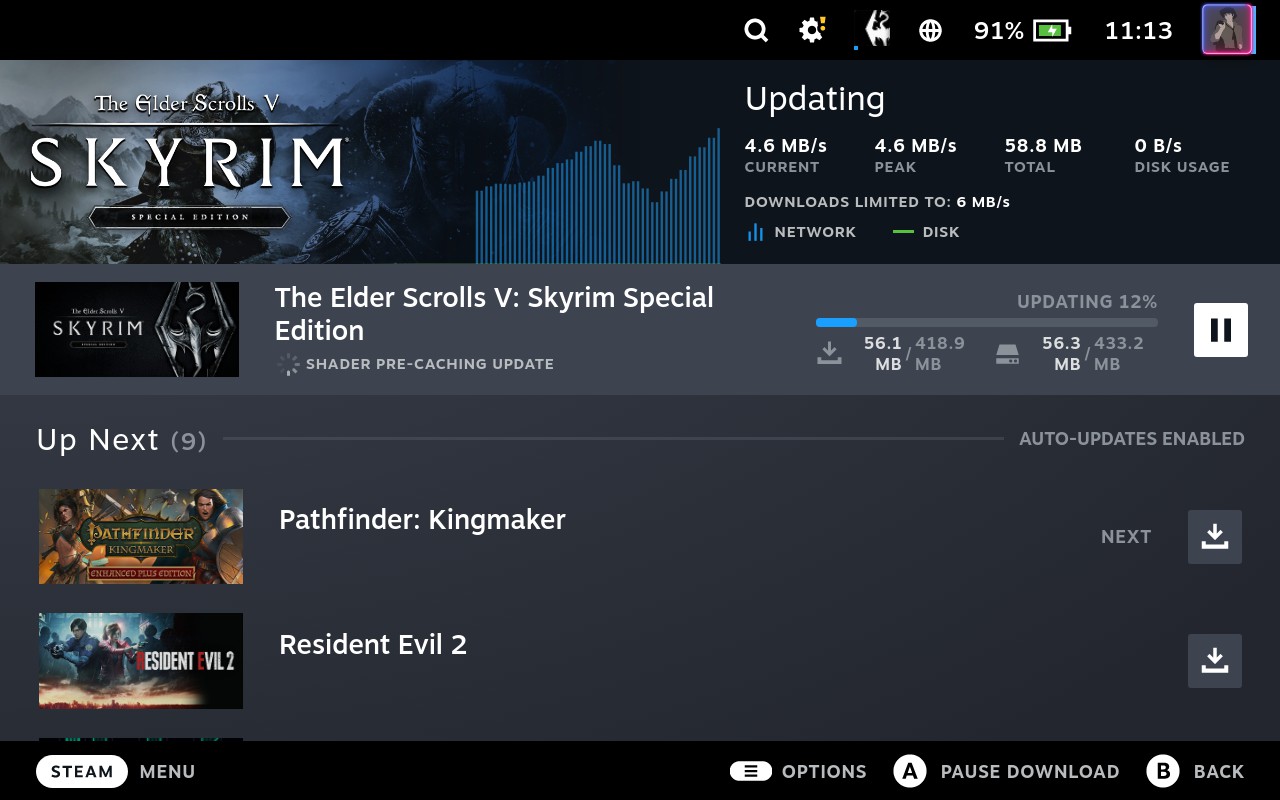 91%
11:13
The Elder Scrolls V
SKYRIM
SPECIAL EDITION
Updating
4.6 MB/s
4.6 MB/s
58.8 MB
0 B/s
CURRENT
PEAK
TOTAL
DISK USAGE
DOWNLOADS LIMITED TO: 6 MB/s
NETWORK
DISK
The Elder Scrolls V
SKYRIM
SPECIAL EDITION
The Elder Scrolls V: Skyrim Special
Edition
SHADER PRE-CACHING UPDATE
UPDATING 12%
56.1 / 418.9
MB MB
56.3 / 433.2
MB MB
Up Next (9)
AUTO-UPDATES ENABLED
PATHFINDER
KINGMAKER
ENHANCED PLUS EDITION
Pathfinder: Kingmaker
NEXT
RESIDENT EVIL 2
Resident Evil 2
STEAM MENU
OPTIONS
A PAUSE DOWNLOAD
B BACK